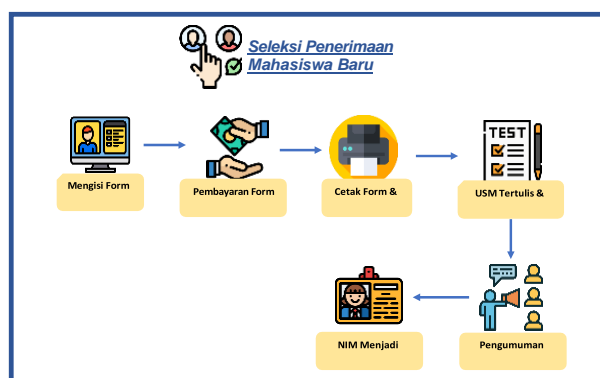 Seleksi Penerimaan
Mahasiswa Baru
Mengisi Form
Pembayaran Form
Cetak Form &
TEST
USM Tertulis &
NIM Menjadi
Pengumuman